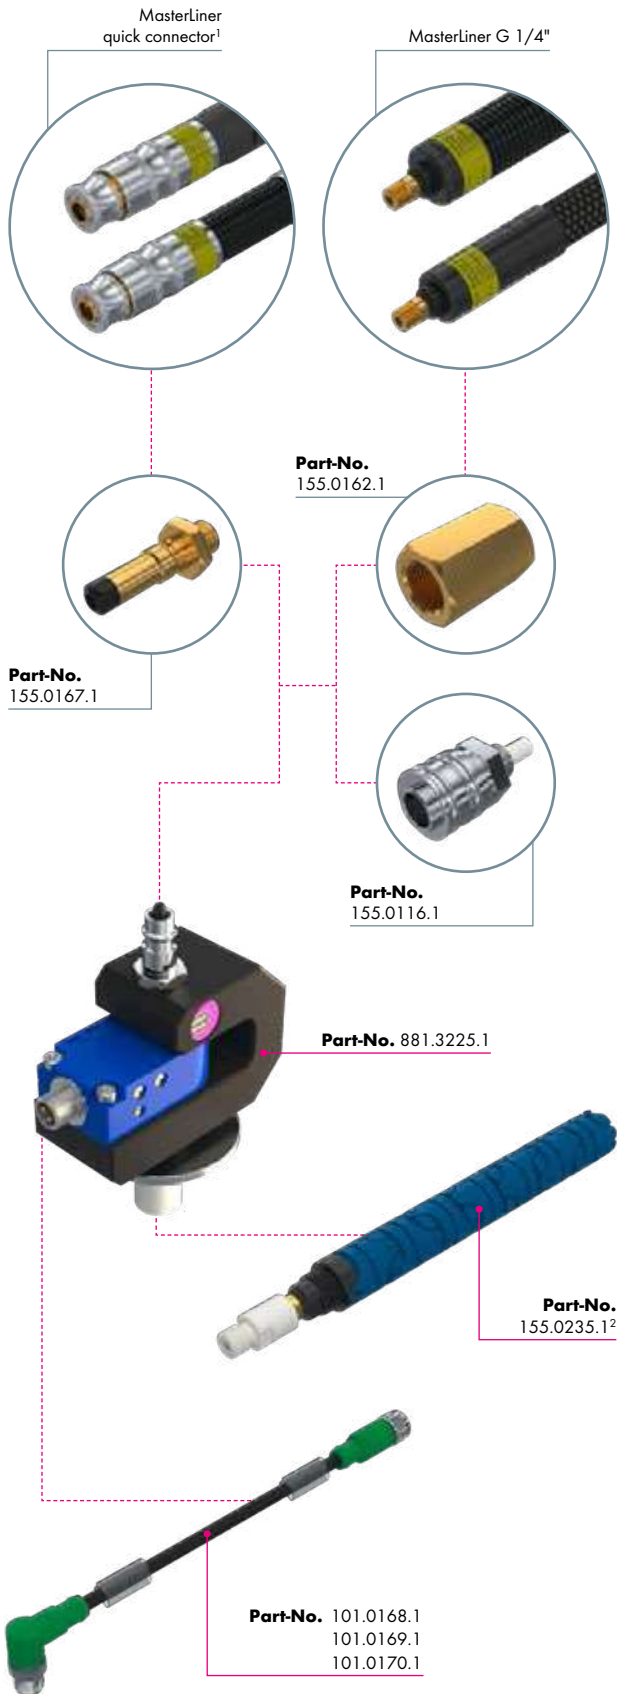 MasterLiner
quick connector¹
MasterLiner G 1/4"
Part-No.
155.0162.1
Part-No.
155.0167.1
Part-No.
155.0116.1
Part-No. 881.3225.1
Part-No.
155.0235.1²
Part-No. 101.0168.1
101.0169.1
101.0170.1